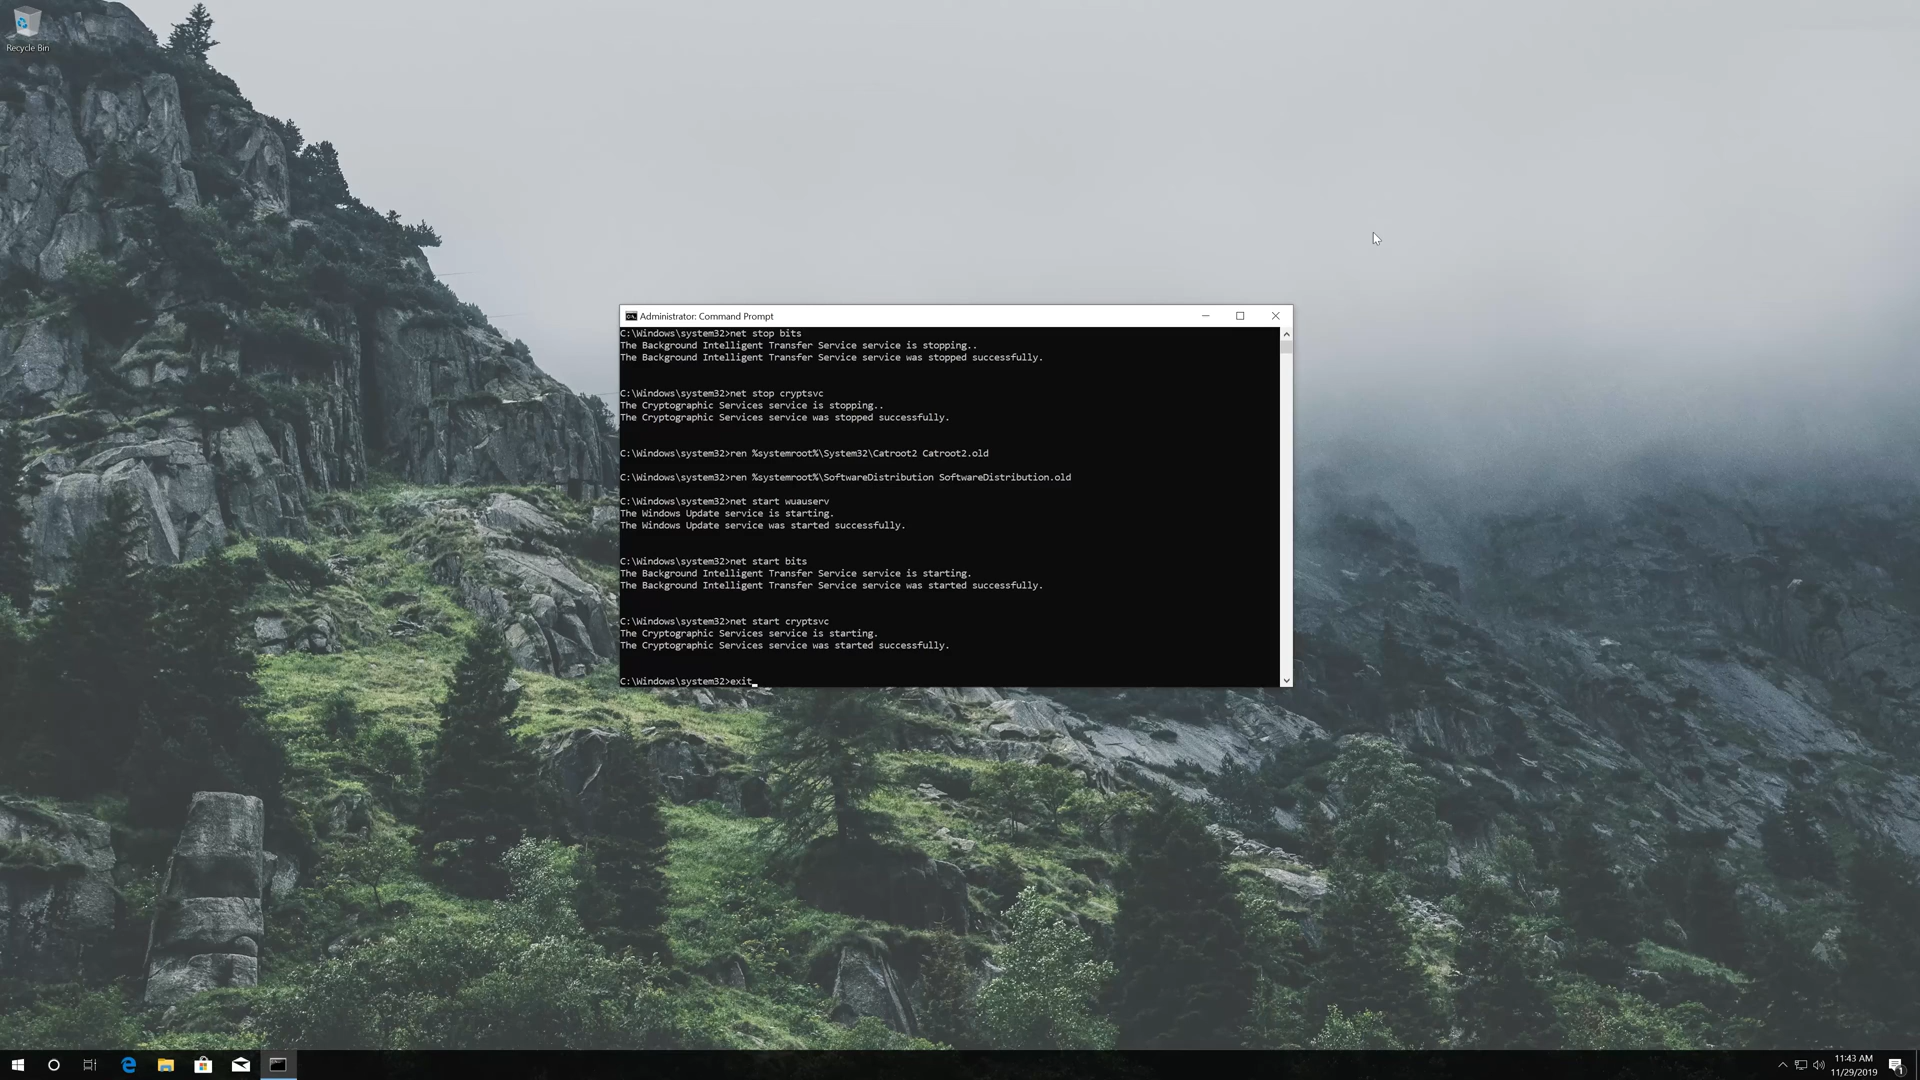 Recycle Bin
Administrator: Command Prompt
C:\Windows\system32>net stop bits
The Background Intelligent Transfer Service service is stopping..
The Background Intelligent Transfer Service service was stopped successfully.
C:\Windows\system32>net stop cryptsvc
The Cryptographic Services service is stopping..
The Cryptographic Services service was stopped successfully.
C:\Windows\system32>ren %systemroot%\System32\Catroot2 Catroot2.old
C:\Windows\system32>ren %systemroot%\SoftwareDistribution SoftwareDistribution.old
C:\Windows\system32>net start wuauserv
The Windows Update service is starting.
The Windows Update service was started successfully.
C:\Windows\system32>net start bits
The Background Intelligent Transfer Service service is starting.
The Background Intelligent Transfer Service service was started successfully.
C:\Windows\system32>net start cryptsvc
The Cryptographic Services service is starting.
The Cryptographic Services service was started successfully.
C:\Windows\system32>exit
11:43 AM
11/29/2019
1